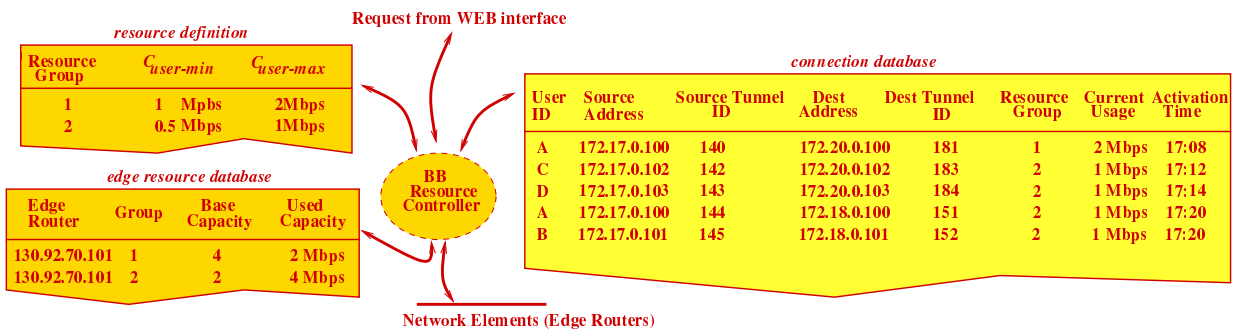 Request from WEB interface
resource definition
Resource Group C user-min C user-max
1 1 Mpbs 2Mbps
2 0.5 Mbps 1Mbps
edge resource database
Edge Router Group Base Capacity Used Capacity
130.92.70.101 1 4 2 Mbps
130.92.70.101 2 2 4 Mbps
BB
Resource
Controller
Network Elements (Edge Routers)
connection database
User ID Source Address Source Tunnel ID Dest Address Dest Tunnel ID Resource Group Current Usage Activation Time
A 172.17.0.100 140 172.20.0.100 181 1 2 Mbps 17:08
C 172.17.0.102 142 172.20.0.102 183 2 1 Mbps 17:12
D 172.17.0.103 143 172.20.0.103 184 2 1 Mbps 17:14
A 172.17.0.100 144 172.18.0.100 151 2 1 Mbps 17:20
B 172.17.0.101 145 172.18.0.101 152 2 1 Mbps 17:20